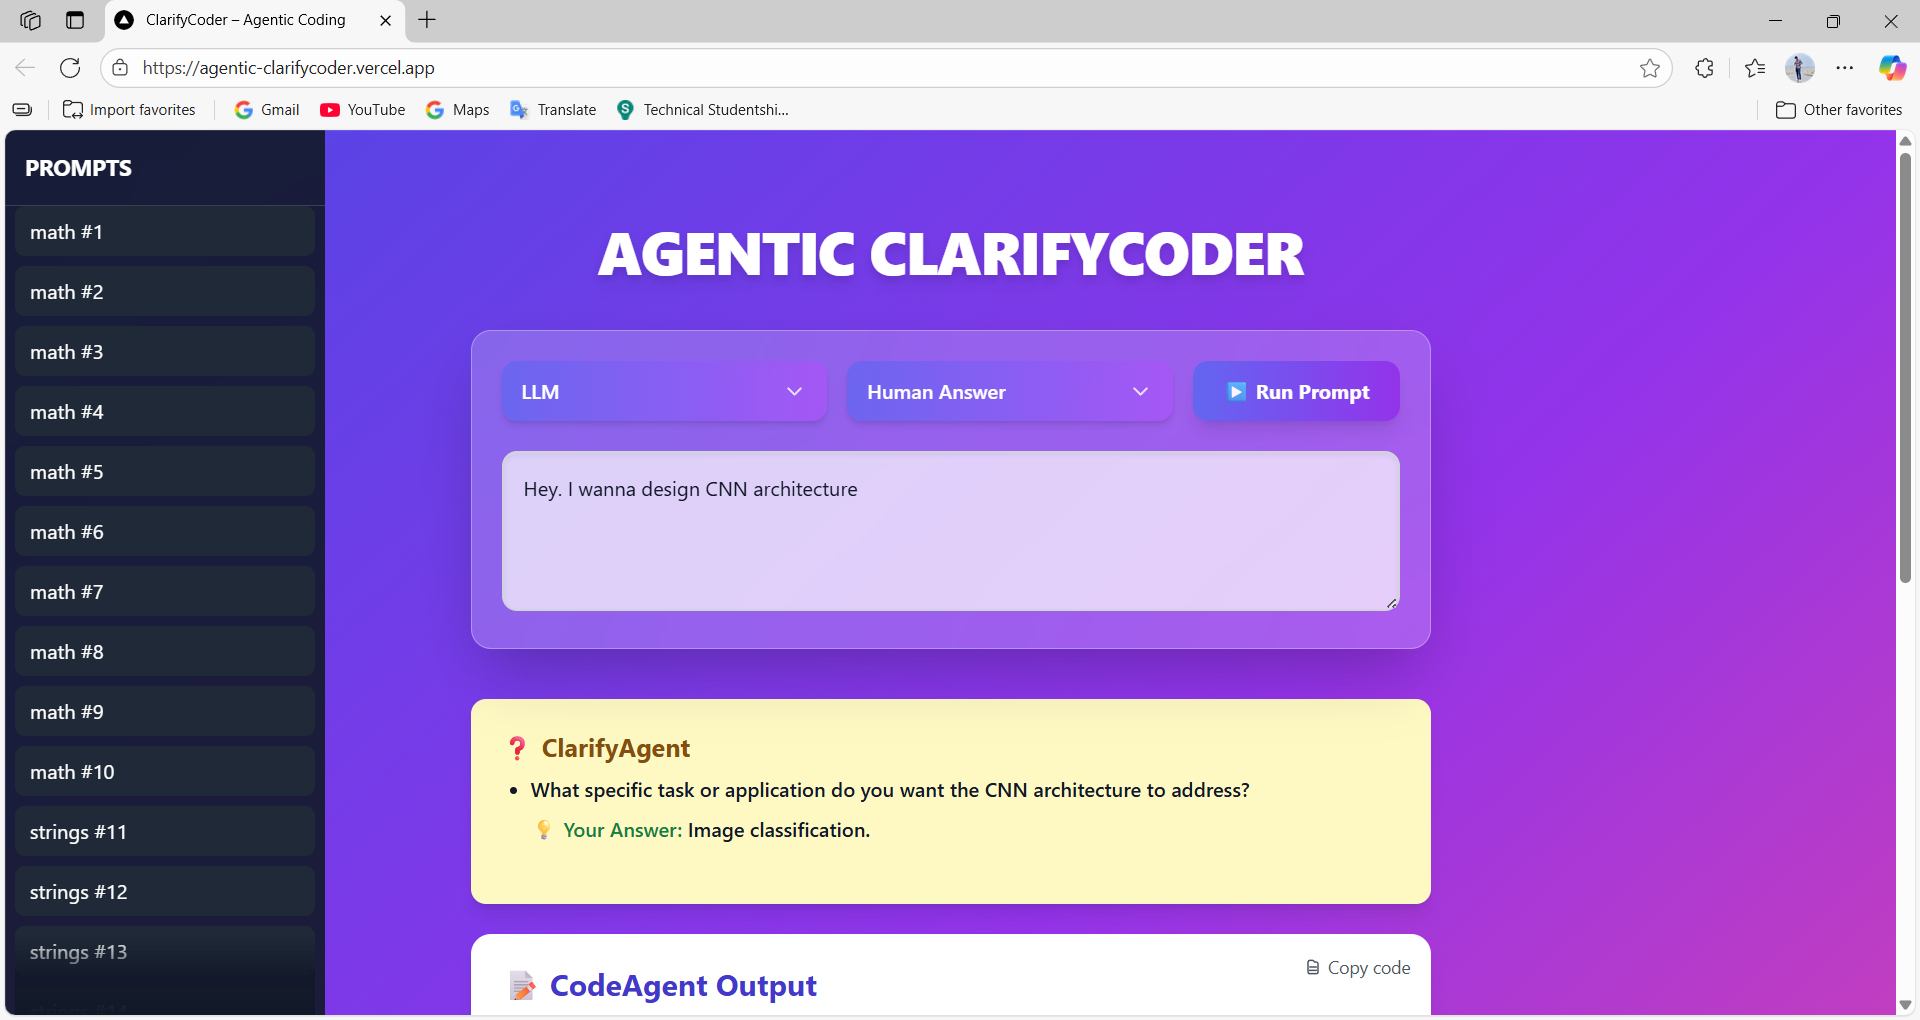 ClarifyCoder – Agentic Coding
https://agentic-clarifycoder.vercel.app
Import favorites
Gmail
YouTube
Maps
Translate
Technical Studentshi...
Other favorites
PROMPTS
math #1
math #2
math #3
math #4
math #5
math #6
math #7
math #8
math #9
math #10
strings #11
strings #12
strings #13
AGENTIC CLARIFYCODER
LLM
Human Answer
Run Prompt
Hey. I wanna design CNN architecture
ClarifyAgent
• What specific task or application do you want the CNN architecture to address?
Your Answer: Image classification.
Copy code
CodeAgent Output